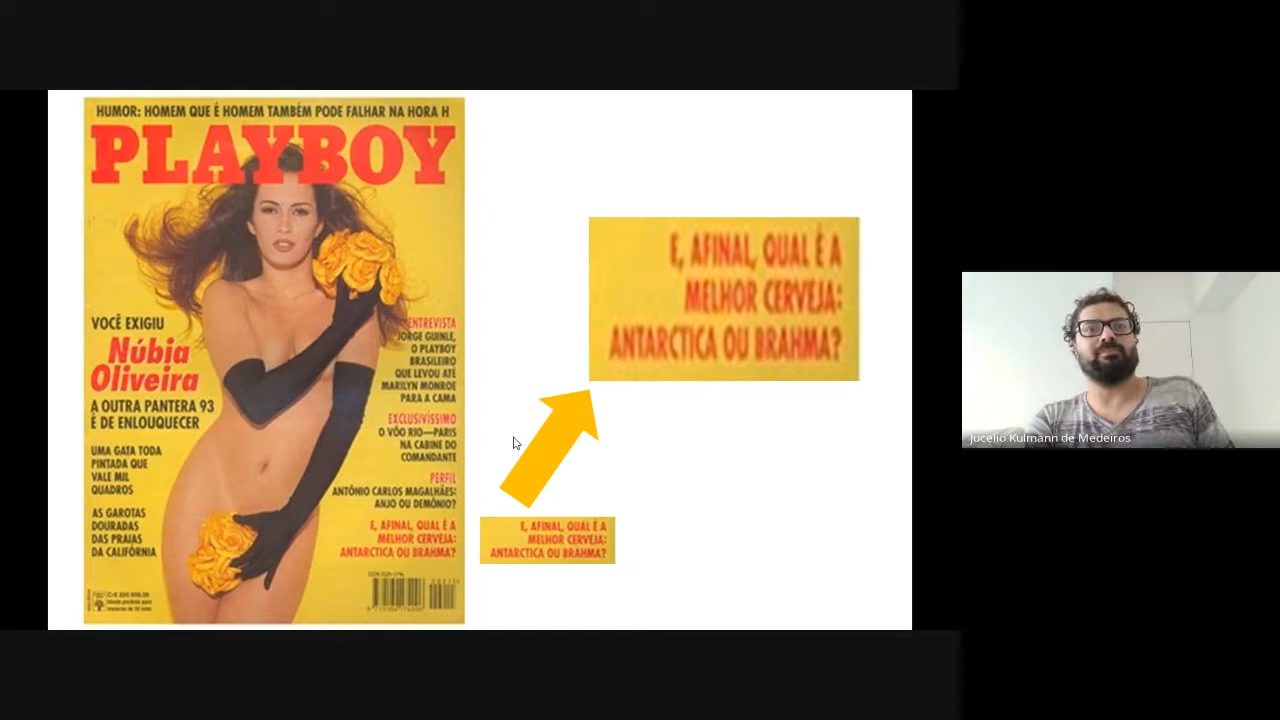 HUMOR: HOMEM QUE É HOMEM TAMBÉM PODE FALHAR NA HORA H
PLAYBOY
VOCÊ EXIGIU
Núbia
Oliveira
A OUTRA PANTERA 93
É DE ENLOUQUECER
UMA GATA TODA
PINTADA QUE
VALE MIL
QUADROS
AS GAROTAS
DOURADAS
DAS PRAIAS
DA CALIFÓRNIA
ENTREVISTA
JORGE GUINLE,
O PLAYBOY
BRASILEIRO
QUE LEVOU ATÉ
MARILYN MONROE
PARA A CAMA
EXCLUSIVÍSSIMO
O VÔO RIO—PARIS
NA CABINE DO
COMANDANTE
PERFIL
ANTÔNIO CARLOS MAGALHÃES:
ANJO OU DEMÔNIO?
E, AFINAL, QUAL É A
MELHOR CERVEJA:
ANTARCTICA OU BRAHMA?
E, AFINAL, QUAL É A
MELHOR CERVEJA:
ANTARCTICA OU BRAHMA?
E, AFINAL, QUAL É A
MELHOR CERVEJA:
ANTARCTICA OU BRAHMA?
Jucelio Kulmann de Medeiros